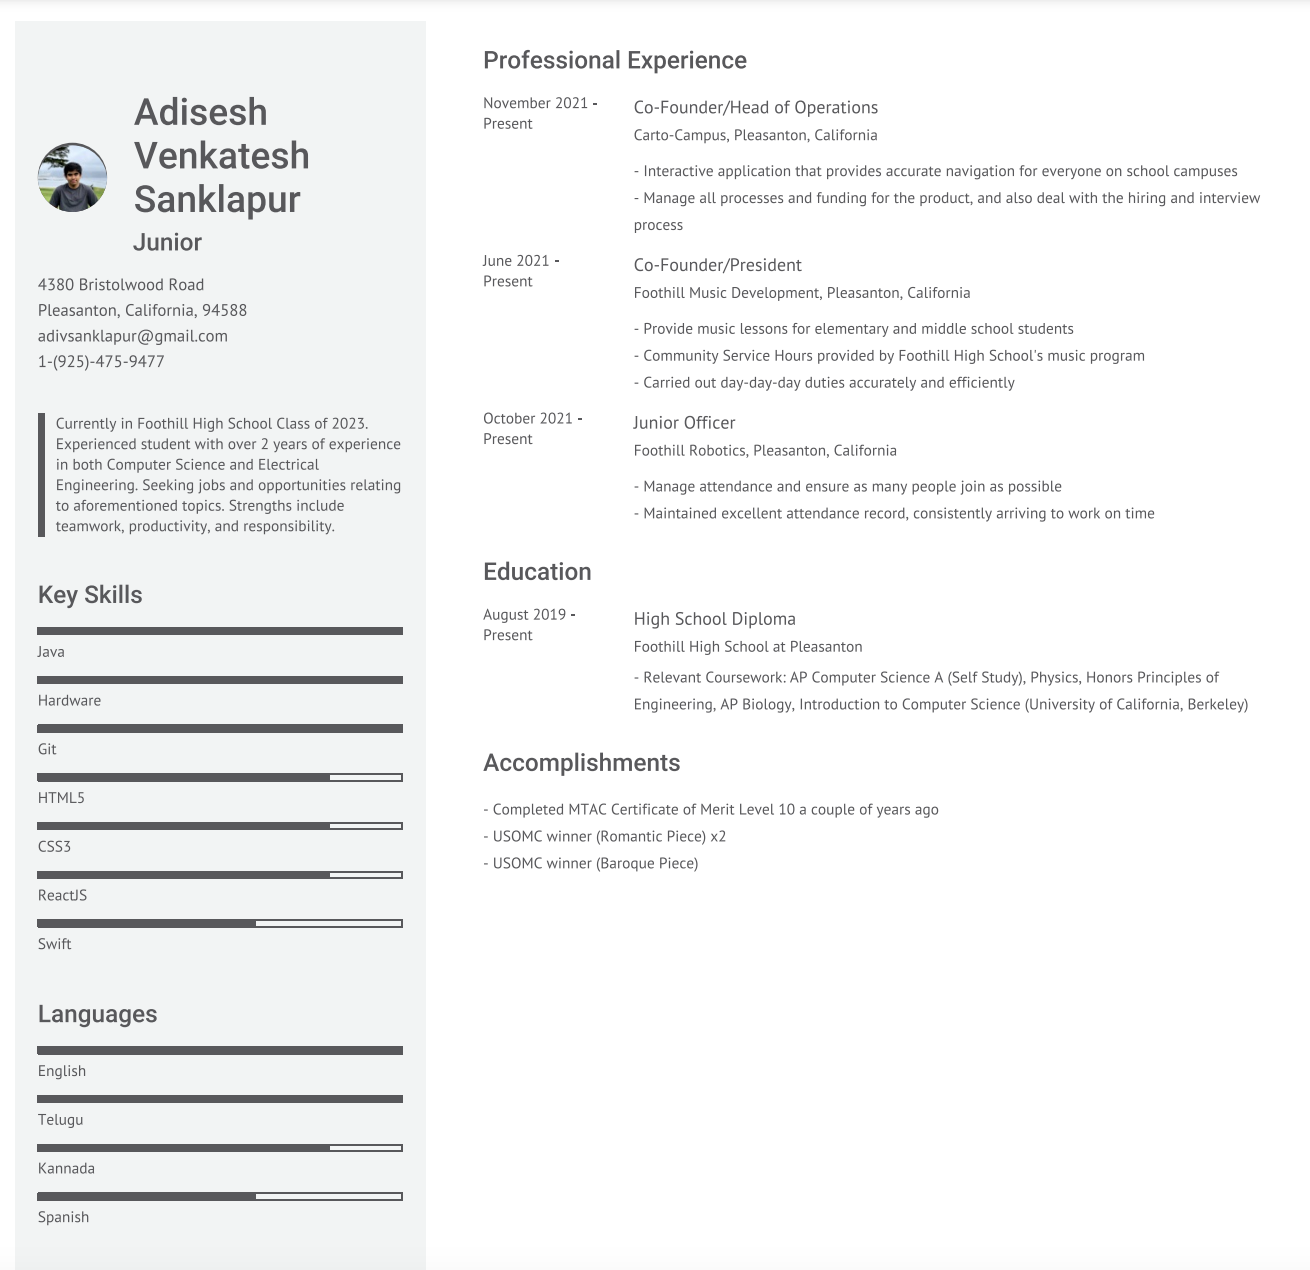 Adisesh
Venkatesh
Sanklapur
Junior
4380 Bristolwood Road
Pleasanton, California, 94588
adivsanklapur@gmail.com
1-(925)-475-9477
Currently in Foothill High School Class of 2023.
Experienced student with over 2 years of experience
in both Computer Science and Electrical
Engineering. Seeking jobs and opportunities relating
to aforementioned topics. Strengths include
teamwork, productivity, and responsibility.
Key Skills
Java
Hardware
Git
HTML5
CSS3
ReactJS
Swift
Languages
English
Telugu
Kannada
Spanish
Professional Experience
November 2021 -
Present
Co-Founder/Head of Operations
Carto-Campus, Pleasanton, California
- Interactive application that provides accurate navigation for everyone on school campuses
- Manage all processes and funding for the product, and also deal with the hiring and interview
process
June 2021 -
Present
Co-Founder/President
Foothill Music Development, Pleasanton, California
- Provide music lessons for elementary and middle school students
- Community Service Hours provided by Foothill High School's music program
- Carried out day-day-day duties accurately and efficiently
October 2021 -
Present
Junior Officer
Foothill Robotics, Pleasanton, California
- Manage attendance and ensure as many people join as possible
- Maintained excellent attendance record, consistently arriving to work on time
Education
August 2019 -
Present
High School Diploma
Foothill High School at Pleasanton
- Relevant Coursework: AP Computer Science A (Self Study), Physics, Honors Principles of
Engineering, AP Biology, Introduction to Computer Science (University of California, Berkeley)
Accomplishments
- Completed MTAC Certificate of Merit Level 10 a couple of years ago
- USOMC winner (Romantic Piece) x2
- USOMC winner (Baroque Piece)